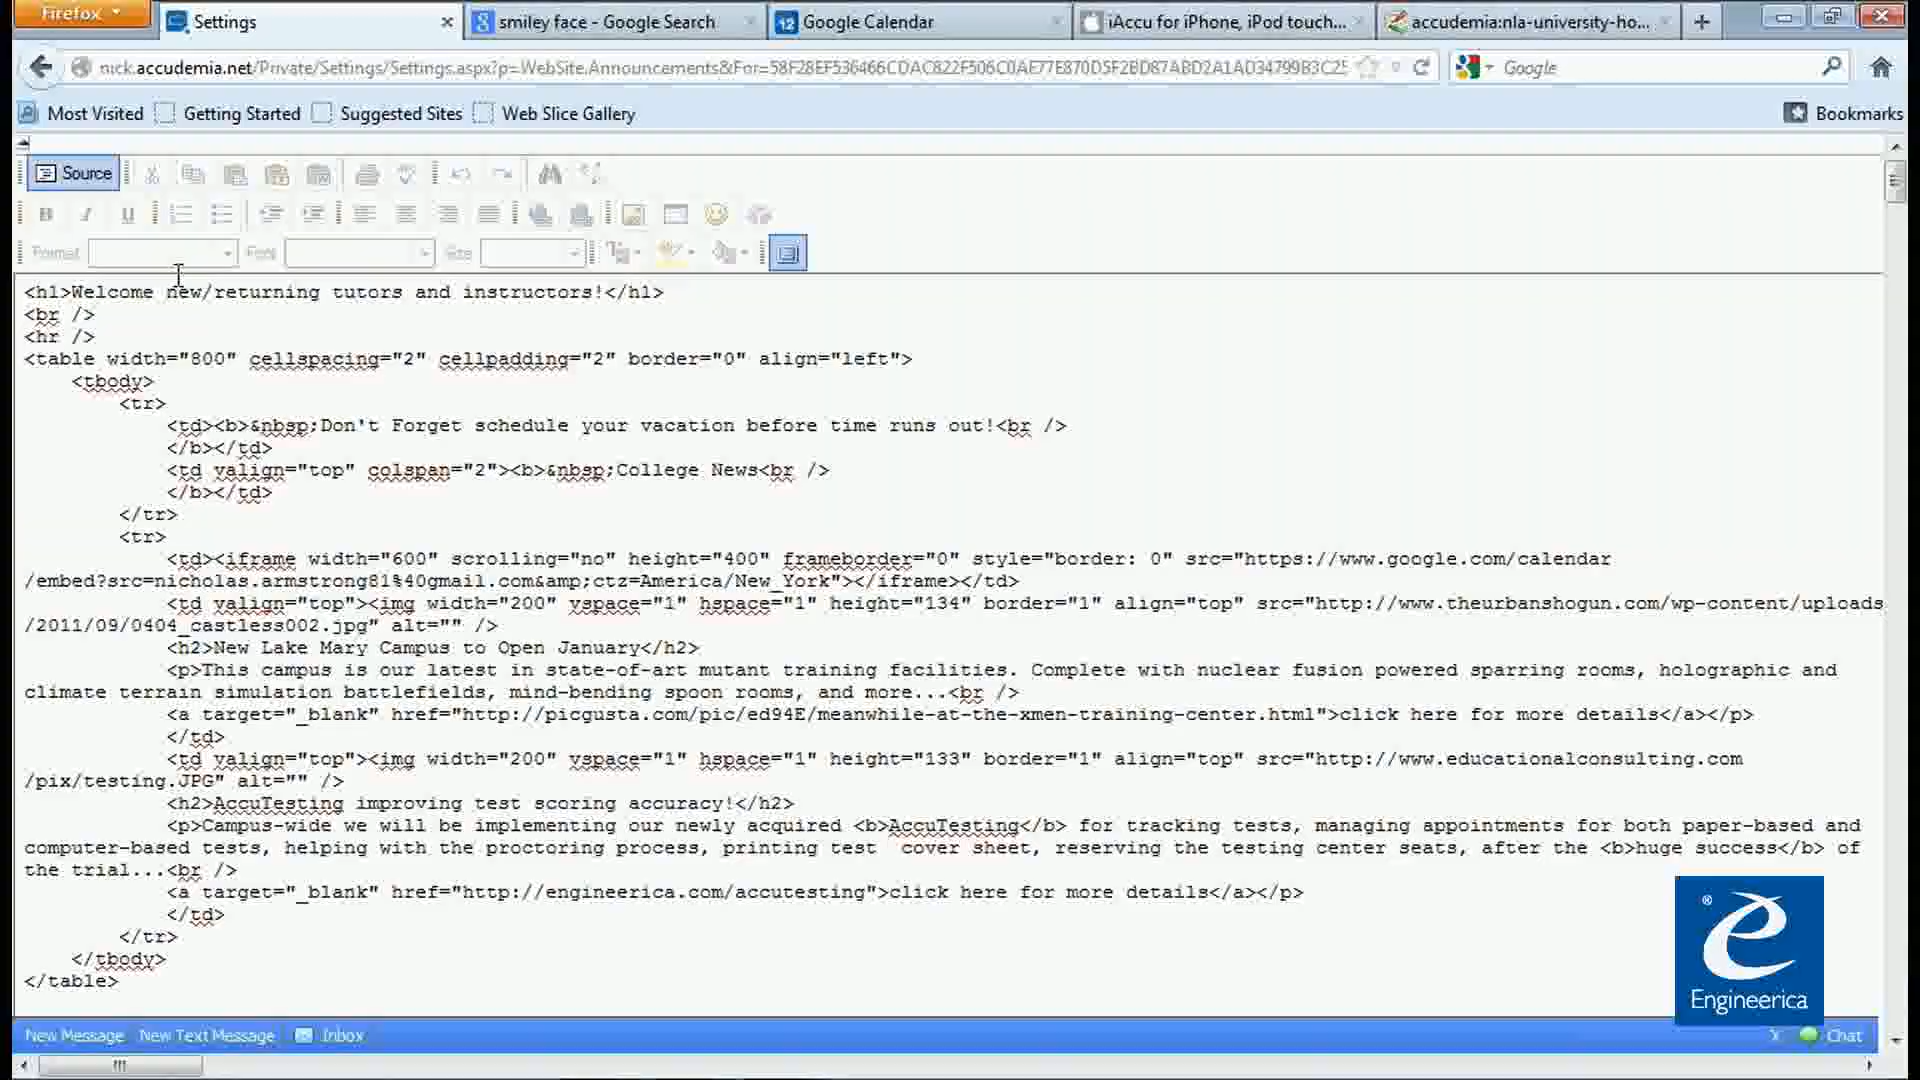 Firefox
Settings
smiley face - Google Search
Google Calendar
iAccu for iPhone, iPod touch...
accudemia:nla-university-ho...
nick.accudemia.net/Private/Settings/Settings.aspx?p=WebSite.Announcements&For=
Google
Most Visited
Getting Started
Suggested Sites
Web Slice Gallery
Bookmarks
Source
B I U
Format
Font
Size
<h1>Welcome new/returning tutors and instructors!</h1>
<br />
<hr />
<table width="800" cellspacing="2" cellpadding="2" border="0" align="left">
<tbody>
<tr>
<td><b>&nbsp;Don't Forget schedule your vacation before time runs out!<br />
</b></td>
<td valign="top" colspan="2"><b>&nbsp;College News<br />
</b></td>
</tr>
<tr>
<td><iframe width="600" scrolling="no" height="400" frameborder="0" style="border: 0" src="https://www.google.com/calendar
/embed?src=nicholas.armstrong81%40gmail.com&amp;ctz=America/New_York"></iframe></td>
<td valign="top"><img width="200" vspace="1" hspace="1" height="134" border="1" align="top" src="http://www.theurbanshogun.com/wp-content/uploads
/2011/09/0404_castless002.jpg" alt="" />
<h2>New Lake Mary Campus to Open January</h2>
<p>This campus is our latest in state-of-art mutant training facilities. Complete with nuclear fusion powered sparring rooms, holographic and
climate terrain simulation battlefields, mind-bending spoon rooms, and more...<br />
<a target="_blank" href="http://picgusta.com/pic/ed94E/meanwhile-at-the-xmen-training-center.html">click here for more details</a></p>
</td>
<td valign="top"><img width="200" vspace="1" hspace="1" height="133" border="1" align="top" src="http://www.educationalconsulting.com
/pix/testing.JPG" alt="" />
<h2>AccuTesting improving test scoring accuracy!</h2>
<p>Campus-wide we will be implementing our newly acquired <b>AccuTesting</b> for tracking tests, managing appointments for both paper-based and
computer-based tests, helping with the proctoring process, printing test  cover sheet, reserving the testing center seats, after the <b>huge success</b> of
the trial...<br />
<a target="_blank" href="http://engineerica.com/accutesting">click here for more details</a></p>
</td>
</tr>
</tbody>
</table>
® e
Engineerica
New Message
New Text Message
Inbox
X
Chat